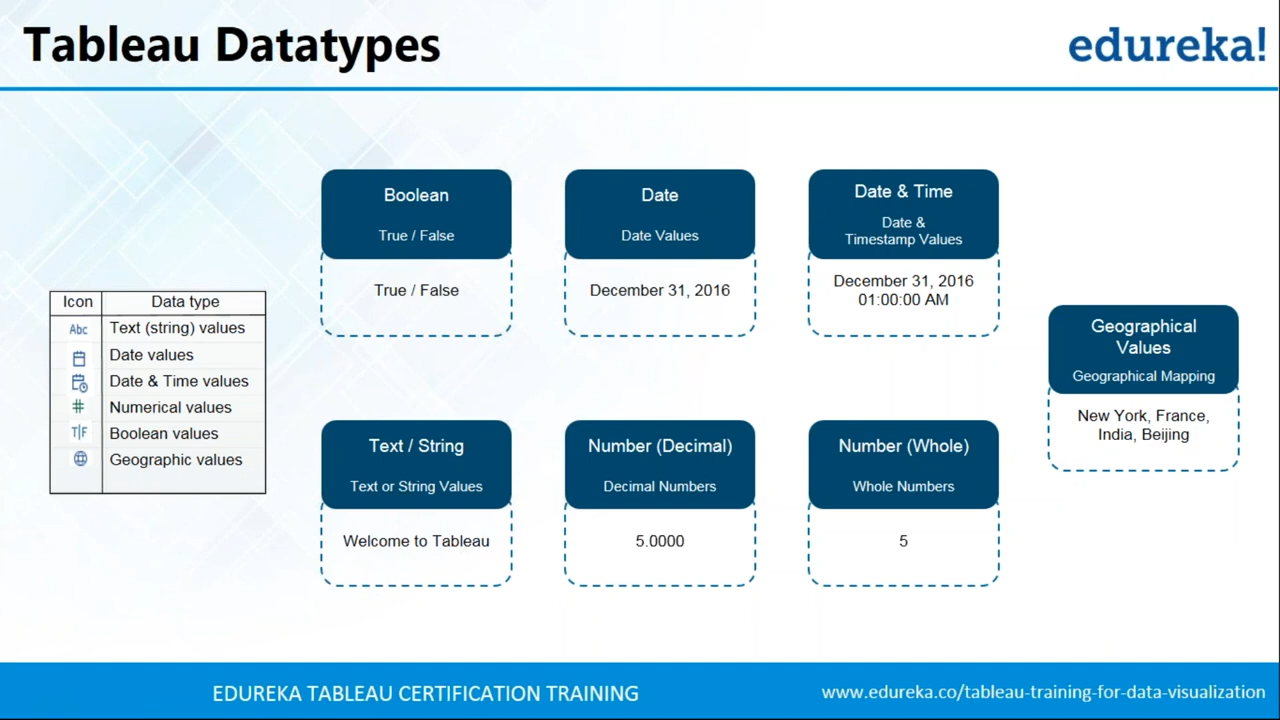 Tableau Datatypes
edureka!
Boolean
True / False
True / False
Date
Date Values
December 31, 2016
Date & Time
Date &
Timestamp Values
December 31, 2016
01:00:00 AM
Icon Data type
Abc Text (string) values
Date values
Date & Time values
# Numerical values
T|F Boolean values
Geographic values
Geographical
Values
Geographical Mapping
New York, France,
India, Beijing
Text / String
Text or String Values
Welcome to Tableau
Number (Decimal)
Decimal Numbers
5.0000
Number (Whole)
Whole Numbers
5
EDUREKA TABLEAU CERTIFICATION TRAINING
www.edureka.co/tableau-training-for-data-visualization